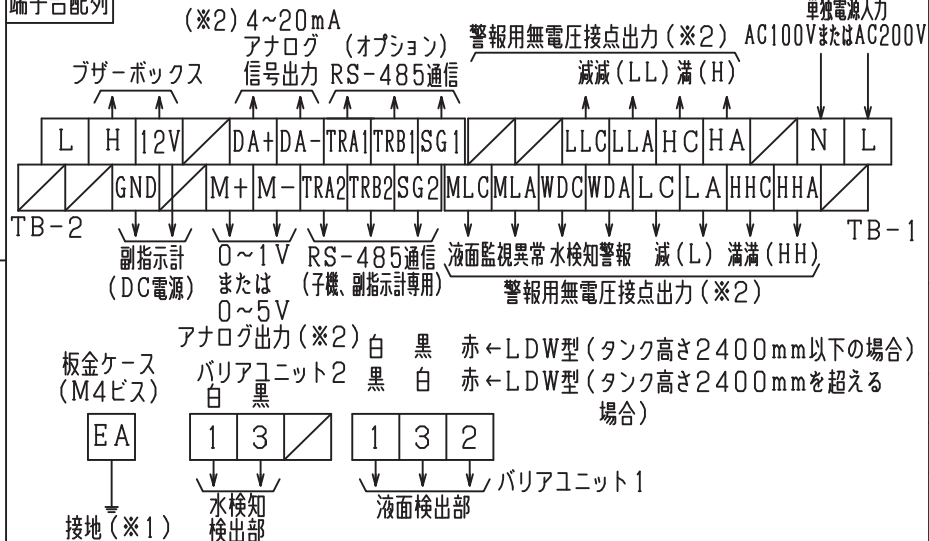 端子台配列
(※2)4~20mA
アナログ
信号出力
(オプション)
RS-485通信
ブザーボックス
警報用無電圧接点出力(※2)
減減(LL) 満(H)
単独電源入力
AC100VまたはAC200V
L H 12V DA+ DA- TRA1 TRB1 SG1 LLC LLA HC HA N L
GND M+ M- TRA2 TRB2 SG2 MLC MLA WDC WDA LC LA HHC HHA
TB-2
TB-1
副指示計
(DC電源)
0~1V
または
0~5V
アナログ出力(※2)
RS-485通信
(子機、副指示計専用)
液面監視異常 水検知警報 減(L) 満満(HH)
警報用無電圧接点出力(※2)
白 黒 赤←LDW型(タンク高さ2400mm以下の場合)
黒 白 赤←LDW型(タンク高さ2400mmを超える
場合)
板金ケース
(M4ビス)
EA
接地(※1)
バリアユニット2
白 黒
1 3
水検知
検出部
1 3 2
液面検出部
バリアユニット1